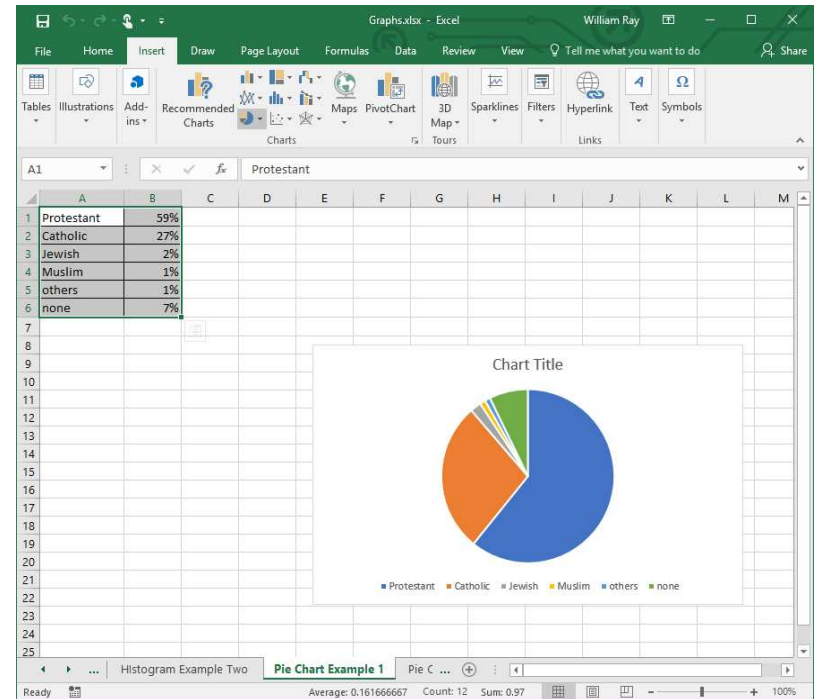 Graphs.xlsx - Excel William Ray
File Home Insert Draw Page Layout Formulas Data Review View Tell me what you want to do Share
Tables Illustrations Add-ins Recommended Charts Maps PivotChart 3D Map Sparklines Filters Hyperlink Text Symbols
Charts Tours Links
A1 fx Protestant
A B C D E F G H I J K L M
1 Protestant 59%
2 Catholic 27%
3 Jewish 2%
4 Muslim 1%
5 others 1%
6 none 7%
7
8
9
10
11
12
13
14
15
16
17
18
19
20
21
22
23
24
25
Chart Title
Protestant Catholic Jewish Muslim others none
... HIstogram Example Two Pie Chart Example 1 Pie C ...
Ready Average: 0.161666667 Count: 12 Sum: 0.97 100%